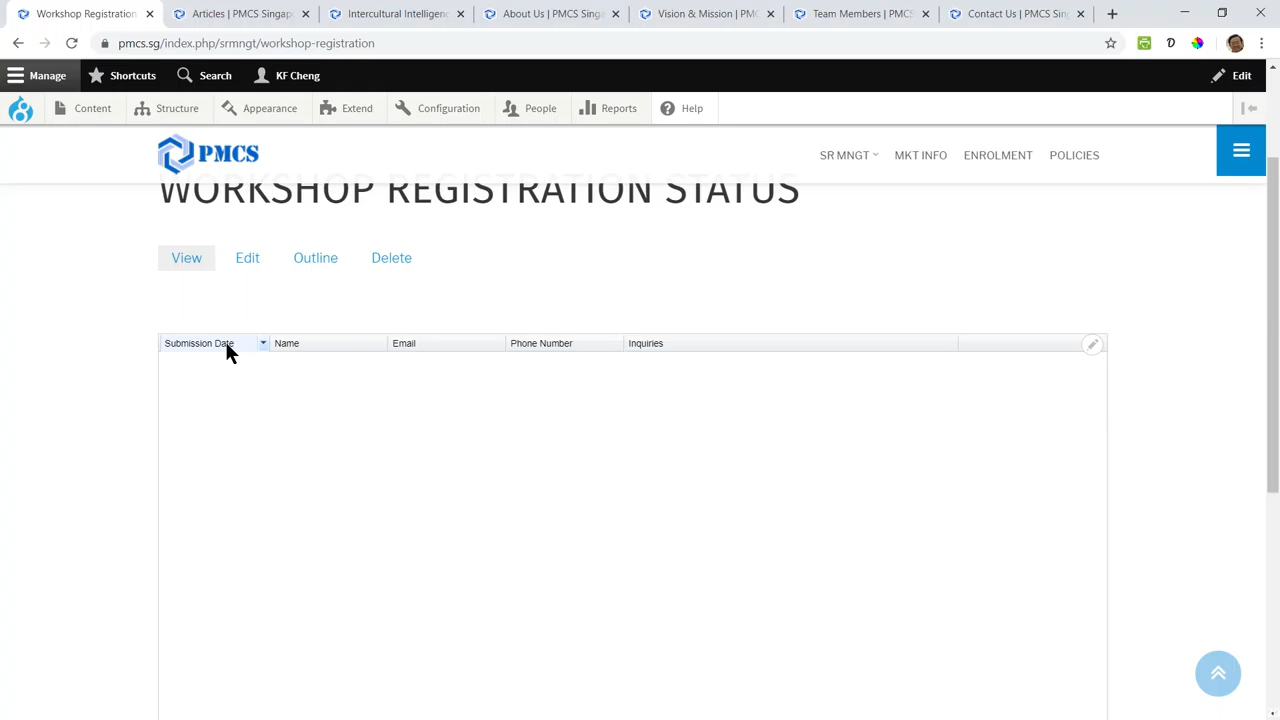 Workshop Registration
Articles | PMCS Singap
Intercultural Intelligenc
About Us | PMCS Singa
Vision & Mission | PMC
Team Members | PMCS
Contact Us | PMCS Sing
pmcs.sg/index.php/srmngt/workshop-registration
Manage
Shortcuts
Search
KF Cheng
Edit
Content
Structure
Appearance
Extend
Configuration
People
Reports
Help
PMCS
SR MNGT
MKT INFO
ENROLMENT
POLICIES
WORKSHOP REGISTRATION STATUS
View
Edit
Outline
Delete
Submission Date
Name
Email
Phone Number
Inquiries